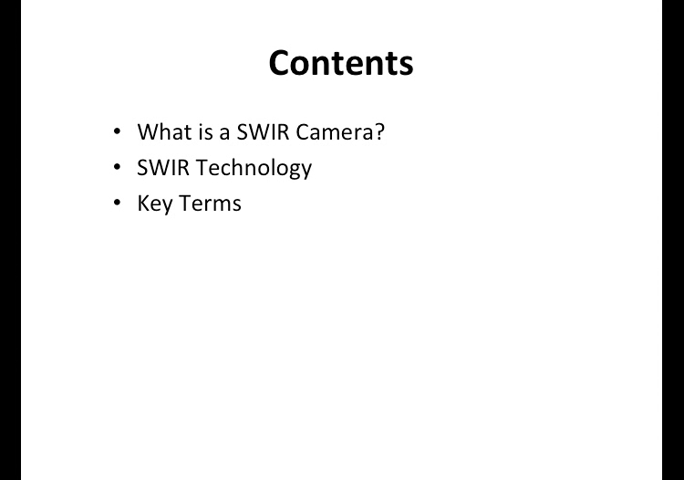 Contents
• What is a SWIR Camera?
• SWIR Technology
• Key Terms